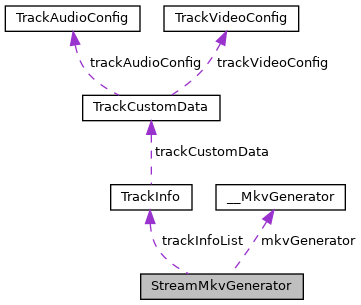 TrackAudioConfig
TrackVideoConfig
trackAudioConfig
trackVideoConfig
TrackCustomData
trackCustomData
TrackInfo
__MkvGenerator
trackInfoList
mkvGenerator
StreamMkvGenerator